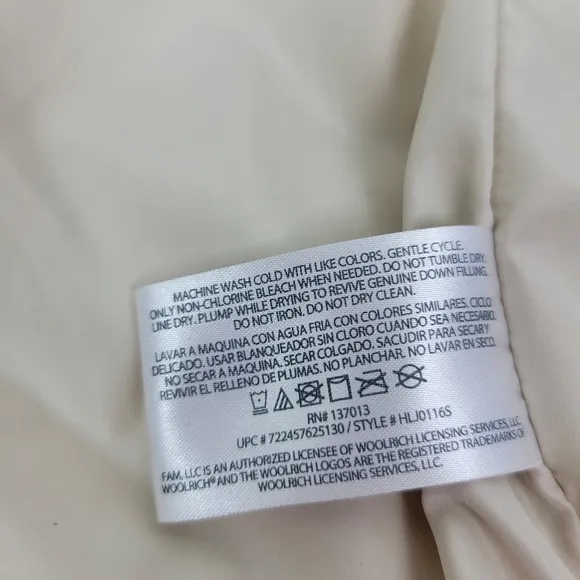 MACHINE WASH COLD WITH LIKE COLORS. GENTLE CYCLE.
ONLY NON-CHLORINE BLEACH WHEN NEEDED. DO NOT TUMBLE DRY.
LINE DRY. PLUMP WHILE DRYING TO REVIVE GENUINE DOWN FILLING.
DO NOT IRON. DO NOT DRY CLEAN.
LAVAR A MAQUINA CON AGUA FRIA CON COLORES SIMILARES. CICLO
DELICADO. USAR BLANQUEADOR SIN CLORO CUANDO SEA NECESARIO.
NO SECAR A MAQUINA. SECAR COLGADO. SACUDIR PARA SECAR Y
REVIVIR EL RELLENO DE PLUMAS. NO PLANCHAR. NO LAVAR EN SECO.
RN# 137013
UPC # 722457625130 / STYLE # HLJ0116S
FAM, LLC IS AN AUTHORIZED LICENSEE OF WOOLRICH LICENSING SERVICES, LLC.
WOOLRICH® AND THE WOOLRICH LOGOS ARE THE REGISTERED TRADEMARKS OF
WOOLRICH LICENSING SERVICES, LLC.